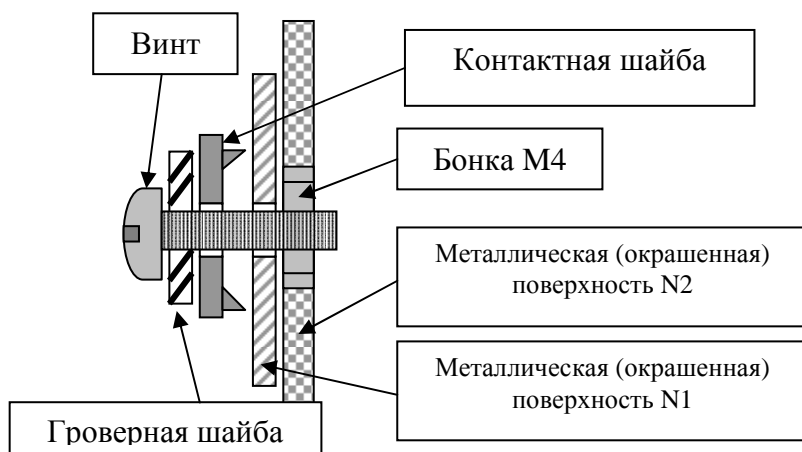 Винт
Контактная шайба
Бонка М4
Металлическая (окрашенная)
поверхность N2
Металлическая (окрашенная)
поверхность N1
Гроверная шайба